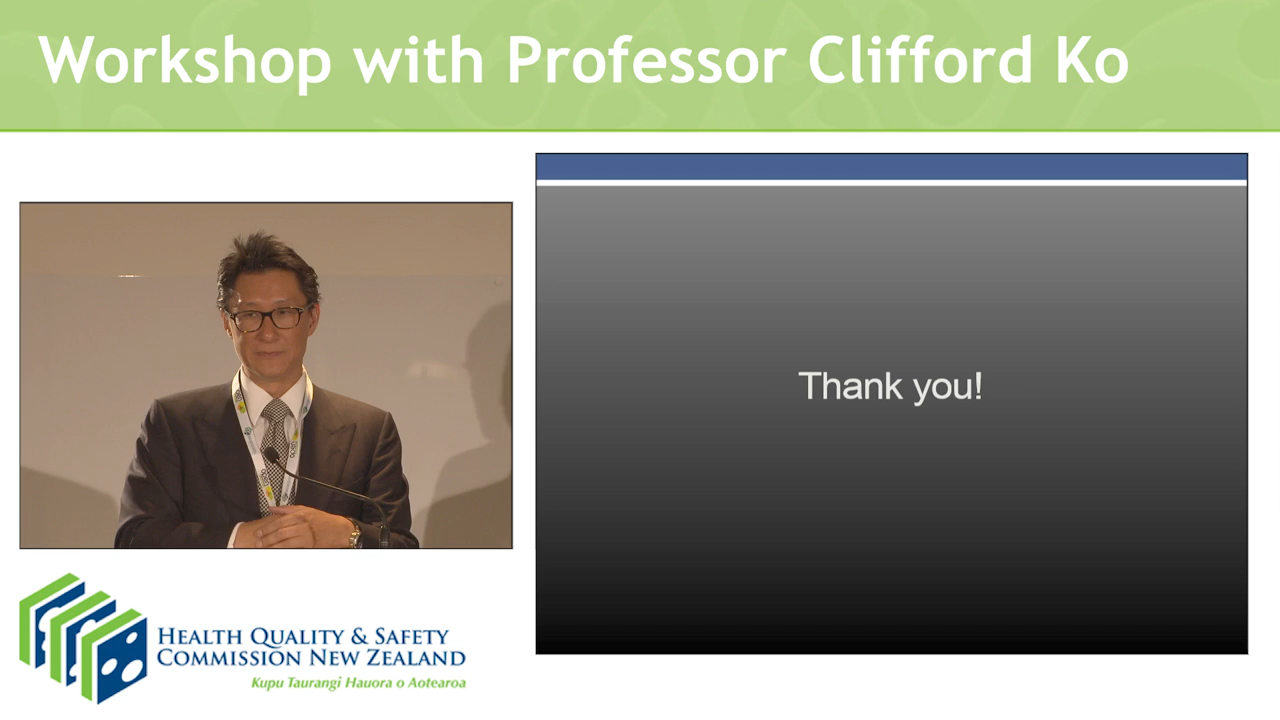 Workshop with Professor Clifford Ko
Thank you!
HEALTH QUALITY & SAFETY
COMMISSION NEW ZEALAND
Kupu Taurangi Hauora o Aotearoa